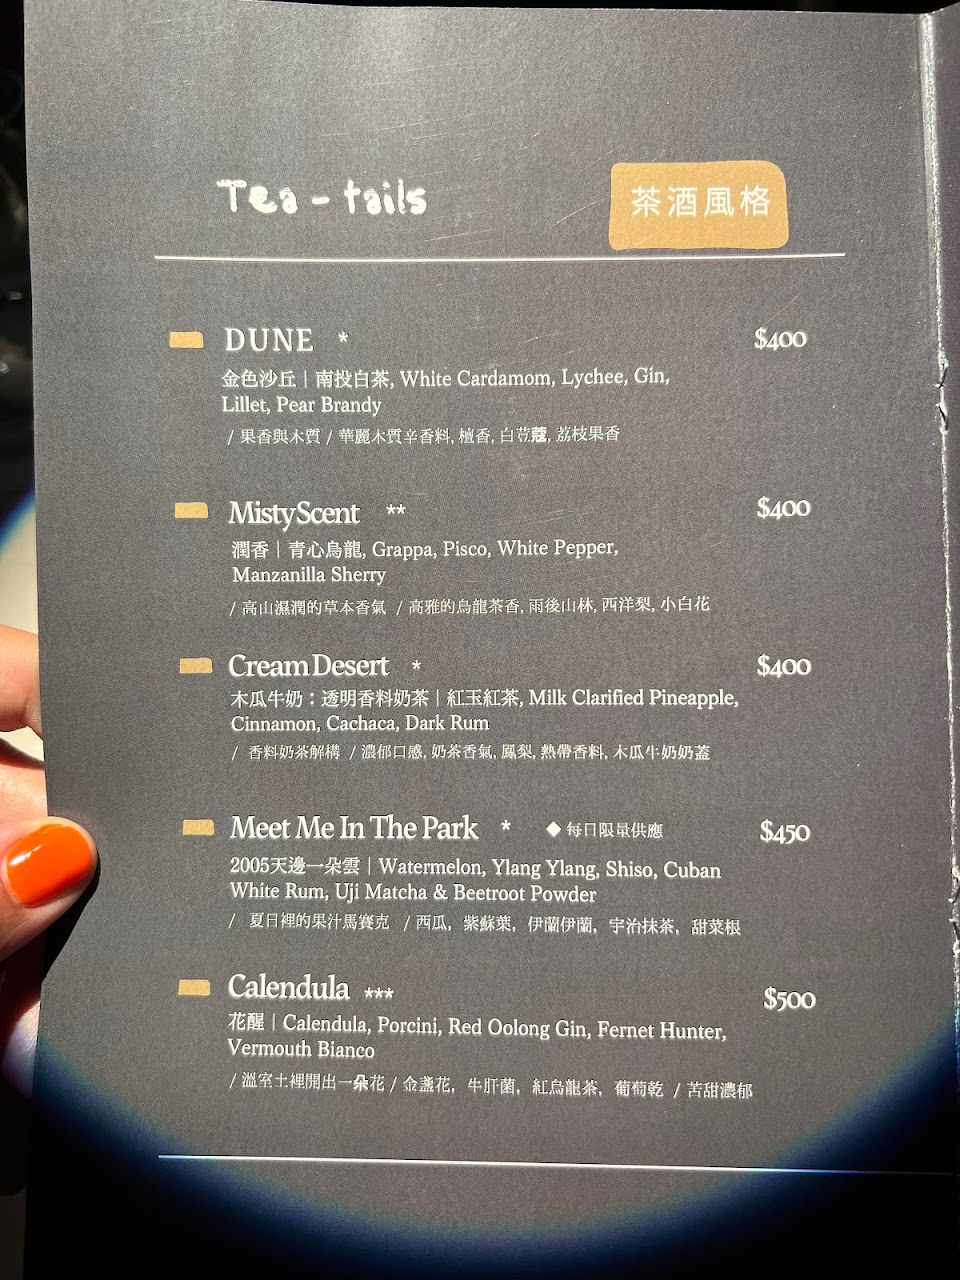 Tea - tails
茶酒風格
DUNE * $400
金色沙丘 | 南投白茶, White Cardamom, Lychee, Gin,
Lillet, Pear Brandy
/ 果香與木質 / 華麗木質辛香料, 檀香, 白荳蔻, 荔枝果香
Misty Scent ** $400
潤香 | 青心烏龍, Grappa, Pisco, White Pepper,
Manzanilla Sherry
/ 高山濕潤的草本香氣 / 高雅的烏龍茶香, 雨後山林, 西洋梨, 小白花
Cream Desert * $400
木瓜牛奶：透明香料奶茶 | 紅玉紅茶, Milk Clarified Pineapple,
Cinnamon, Cachaca, Dark Rum
/ 香料奶茶解構 / 濃郁口感, 奶茶香氣, 鳳梨, 熱帶香料, 木瓜牛奶奶蓋
Meet Me In The Park * ◆ 每日限量供應 $450
2005天邊一朵雲 | Watermelon, Ylang Ylang, Shiso, Cuban
White Rum, Uji Matcha & Beetroot Powder
/ 夏日裡的果汁馬賽克 / 西瓜, 紫蘇葉, 伊蘭伊蘭, 宇治抹茶, 甜菜根
Calendula *** $500
花醒 | Calendula, Porcini, Red Oolong Gin, Fernet Hunter,
Vermouth Bianco
/ 溫室土裡開出一朵花 / 金盞花, 牛肝菌, 紅烏龍茶, 葡萄乾 / 苦甜濃郁